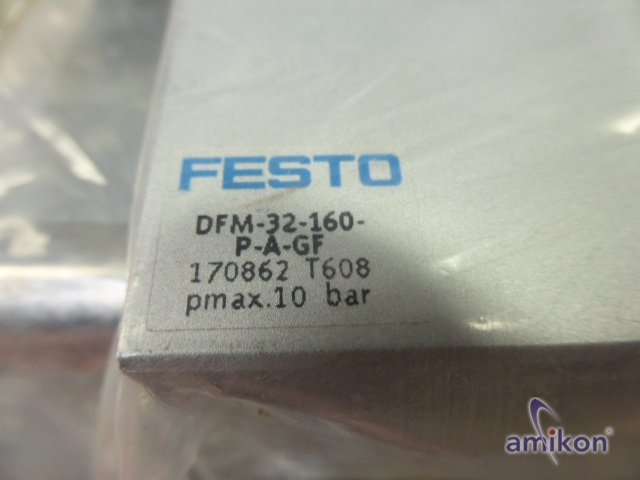 FESTO
DFM-32-160-
P-A-GF
170862 T608
pmax.10 bar
amikon®